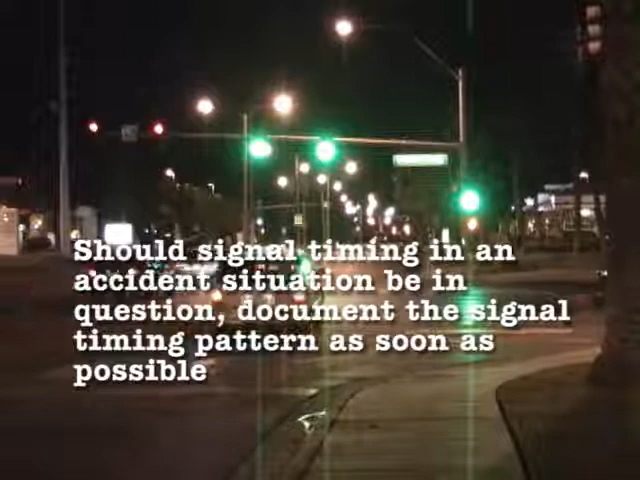 Should signal timing in an
accident situation be in
question, document the signal
timing pattern as soon as
possible